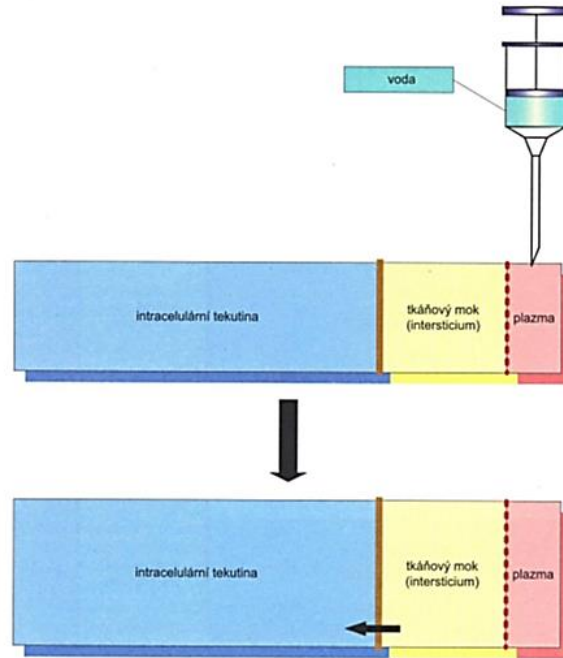 voda
intracelulární tekutina
tkáňový mok
(intersticium)
plazma
intracelulární tekutina
tkáňový mok
(intersticium)
plazma